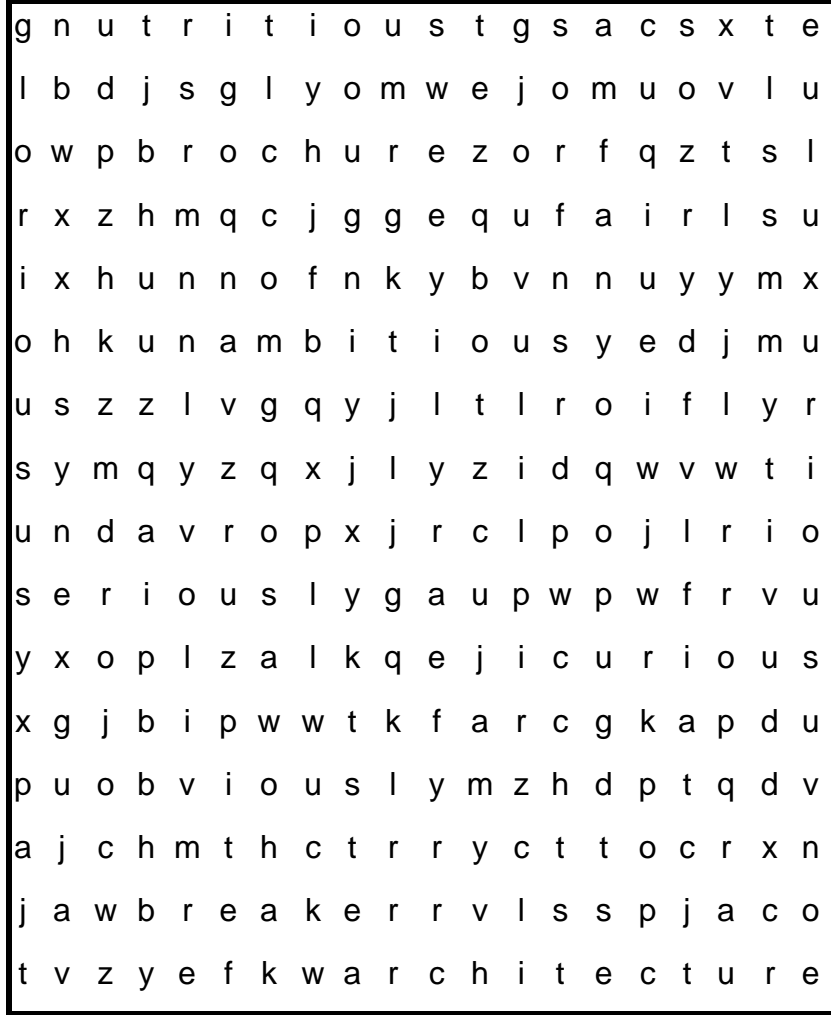 g n u t r i t i o u s t g s a c s x t e
l b d j s g l y o m w e j o m u o v l u
o w p b r o c h u r e z o r f q z t s l
r x z h m q c j g g e q u f a i r l s u
i x h u n n o f n k y b v n n u y y m x
o h k u n a m b i t i o u s y e d j m u
u s z z l v g q y j l t l r o i f l y r
s y m q y z q x j l y z i d q w v w t i
u n d a v r o p x j r c l p o j l r i o
s e r i o u s l y g a u p w p w f r v u
y x o p l z a l k q e j i c u r i o u s
x g j b i p w w t k f a r c g k a p d u
p u o b v i o u s l y m z h d p t q d v
a j c h m t h c t r r y c t t o c r x n
j a w b r e a k e r r v l s s p j a c o
t v z y e f k w a r c h i t e c t u r e